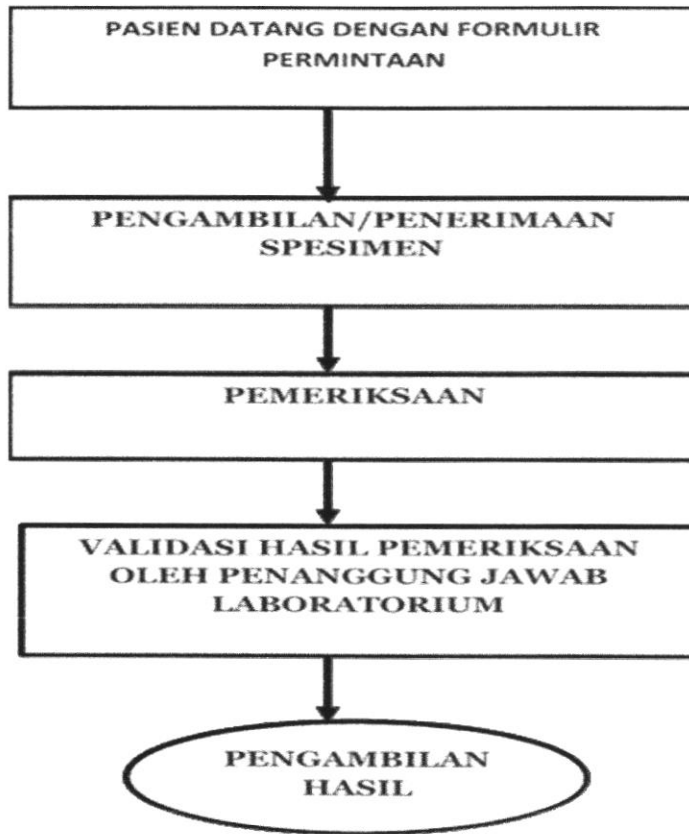 PASIEN DATANG DENGAN FORMULIR
PERMINTAAN
PENGAMBILAN/PENERIMAAN
SPESIMEN
PEMERIKSAAN
VALIDASI HASIL PEMERIKSAAN
OLEH PENANGGUNG JAWAB
LABORATORIUM
PENGAMBILAN
HASIL